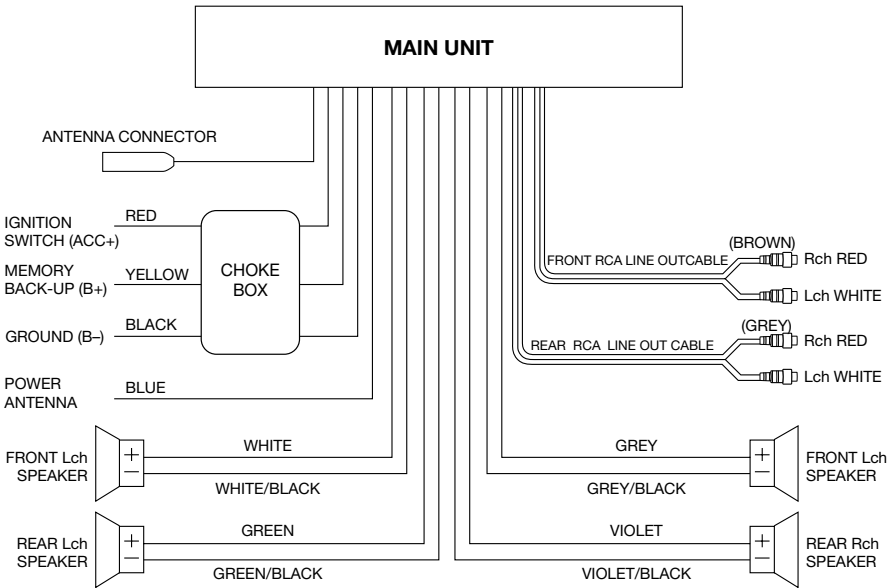 MAIN UNIT
ANTENNA CONNECTOR
IGNITION
SWITCH (ACC+)
RED
MEMORY
BACK-UP (B+)
YELLOW
GROUND (B–)
BLACK
CHOKE
BOX
POWER
ANTENNA
BLUE
FRONT RCA LINE OUTCABLE
(BROWN)
Rch RED
Lch WHITE
REAR RCA LINE OUT CABLE
(GREY)
Rch RED
Lch WHITE
FRONT Lch
SPEAKER
+
–
WHITE
WHITE/BLACK
GREY
GREY/BLACK
+
–
FRONT Lch
SPEAKER
REAR Lch
SPEAKER
+
–
GREEN
GREEN/BLACK
VIOLET
VIOLET/BLACK
+
–
REAR Rch
SPEAKER